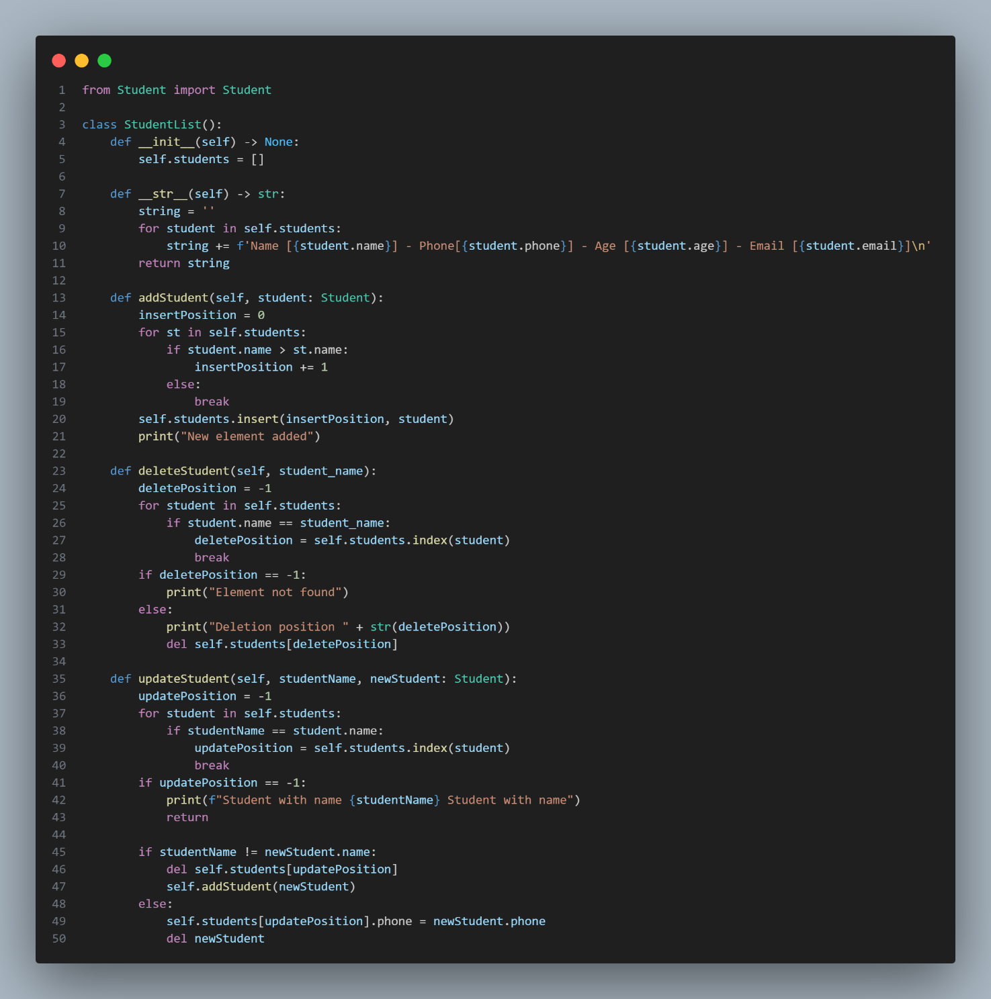 1 from Student import Student
2
3 class StudentList():
4     def __init__(self) -> None:
5         self.students = []
6
7     def __str__(self) -> str:
8         string = ''
9         for student in self.students:
10             string += f'Name [{student.name}] - Phone[{student.phone}] - Age [{student.age}] - Email [{student.email}]\n'
11         return string
12
13     def addStudent(self, student: Student):
14         insertPosition = 0
15         for st in self.students:
16             if student.name > st.name:
17                 insertPosition += 1
18             else:
19                 break
20         self.students.insert(insertPosition, student)
21         print("New element added")
22
23     def deleteStudent(self, student_name):
24         deletePosition = -1
25         for student in self.students:
26             if student.name == student_name:
27                 deletePosition = self.students.index(student)
28                 break
29         if deletePosition == -1:
30             print("Element not found")
31         else:
32             print("Deletion position " + str(deletePosition))
33             del self.students[deletePosition]
34
35     def updateStudent(self, studentName, newStudent: Student):
36         updatePosition = -1
37         for student in self.students:
38             if studentName == student.name:
39                 updatePosition = self.students.index(student)
40                 break
41         if updatePosition == -1:
42             print(f"Student with name {studentName} Student with name")
43             return
44
45         if studentName != newStudent.name:
46             del self.students[updatePosition]
47             self.addStudent(newStudent)
48         else:
49             self.students[updatePosition].phone = newStudent.phone
50             del newStudent